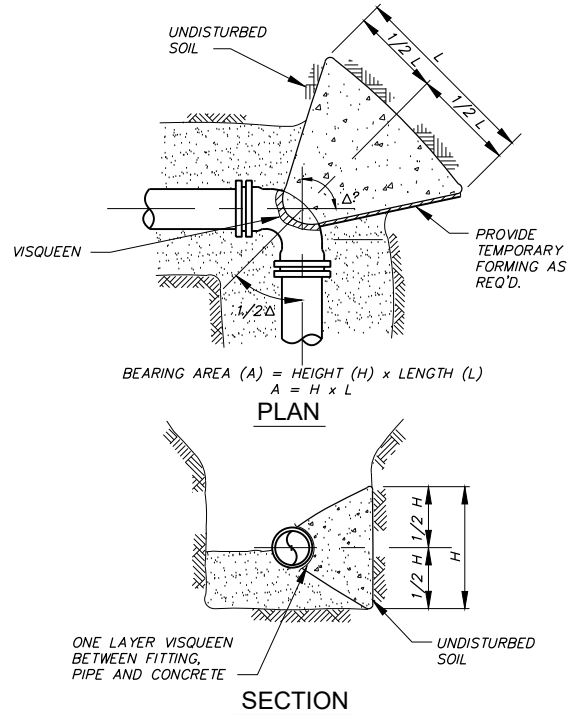 UNDISTURBED
SOIL
L
1/2 L
1/2 L
Δ?
VISQUEEN
PROVIDE
TEMPORARY
FORMING AS
REQ'D.
1/2Δ
BEARING AREA (A) = HEIGHT (H) x LENGTH (L)
A = H x L
PLAN
1/2 H
H
1/2 H
ONE LAYER VISQUEEN
BETWEEN FITTING,
PIPE AND CONCRETE
UNDISTURBED
SOIL
SECTION